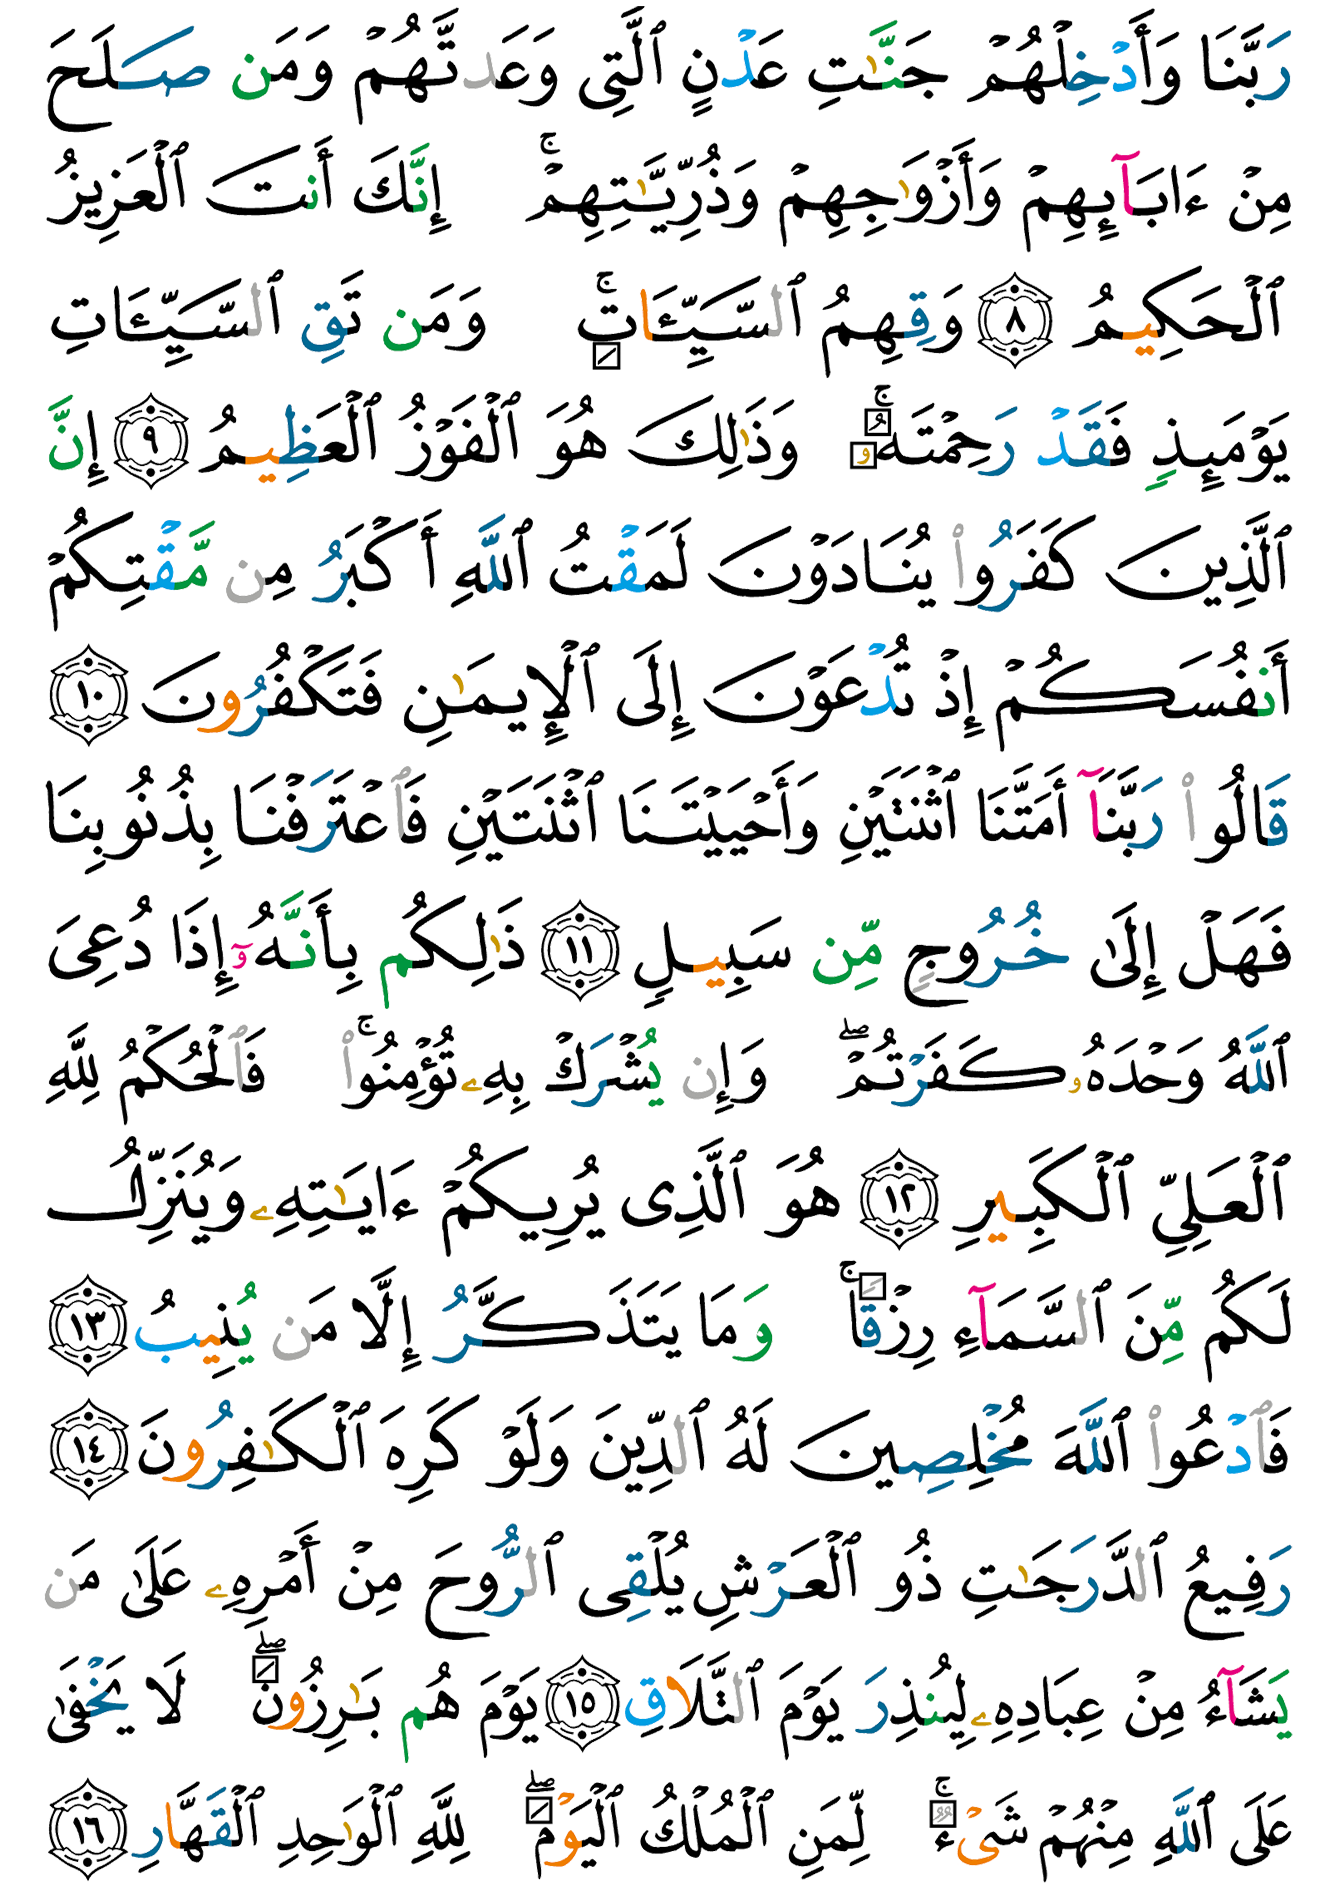 رَبَّنَا وَأَدْخِلْهُمْ جَنَّٰتِ عَدْنٍ ٱلَّتِى وَعَدتَّهُمْ وَمَن صَلَحَ
مِنْ ءَابَآئِهِمْ وَأَزْوَٰجِهِمْ وَذُرِّيَّـٰتِهِمْ ۚ إِنَّكَ أَنتَ ٱلْعَزِيزُ
ٱلْحَكِيمُ ٨ وَقِهِمُ ٱلسَّيِّـَٔاتِ ۚ وَمَن تَقِ ٱلسَّيِّـَٔاتِ
يَوْمَئِذٍ فَقَدْ رَحِمْتَهُۥ ۚ وَذَٰلِكَ هُوَ ٱلْفَوْزُ ٱلْعَظِيمُ ٩ إِنَّ
ٱلَّذِينَ كَفَرُوا۟ يُنَادَوْنَ لَمَقْتُ ٱللَّهِ أَكْبَرُ مِن مَّقْتِكُمْ
أَنفُسَكُمْ إِذْ تُدْعَوْنَ إِلَى ٱلْإِيمَـٰنِ فَتَكْفُرُونَ ١٠
قَالُوا۟ رَبَّنَآ أَمَتَّنَا ٱثْنَتَيْنِ وَأَحْيَيْتَنَا ٱثْنَتَيْنِ فَٱعْتَرَفْنَا بِذُنُوبِنَا
فَهَلْ إِلَىٰ خُرُوجٍ مِّن سَبِيلٍ ١١ ذَٰلِكُم بِأَنَّهُۥٓ إِذَا دُعِىَ
ٱللَّهُ وَحْدَهُۥ كَفَرْتُمْ ۖ وَإِن يُشْرَكْ بِهِۦ تُؤْمِنُوا۟ ۚ فَٱلْحُكْمُ لِلَّهِ
ٱلْعَلِىِّ ٱلْكَبِيرِ ١٢ هُوَ ٱلَّذِى يُرِيكُمْ ءَايَـٰتِهِۦ وَيُنَزِّلُ
لَكُم مِّنَ ٱلسَّمَآءِ رِزْقًا ۚ وَمَا يَتَذَكَّرُ إِلَّا مَن يُنِيبُ ١٣
فَٱدْعُوا۟ ٱللَّهَ مُخْلِصِينَ لَهُ ٱلدِّينَ وَلَوْ كَرِهَ ٱلْكَـٰفِرُونَ ١٤
رَفِيعُ ٱلدَّرَجَـٰتِ ذُو ٱلْعَرْشِ يُلْقِى ٱلرُّوحَ مِنْ أَمْرِهِۦ عَلَىٰ مَن
يَشَآءُ مِنْ عِبَادِهِۦ لِيُنذِرَ يَوْمَ ٱلتَّلَاقِ ١٥ يَوْمَ هُم بَـٰرِزُونَ ۖ لَا يَخْفَىٰ
عَلَى ٱللَّهِ مِنْهُمْ شَىْءٌ ۚ لِّمَنِ ٱلْمُلْكُ ٱلْيَوْمَ ۖ لِلَّهِ ٱلْوَٰحِدِ ٱلْقَهَّارِ ١٦